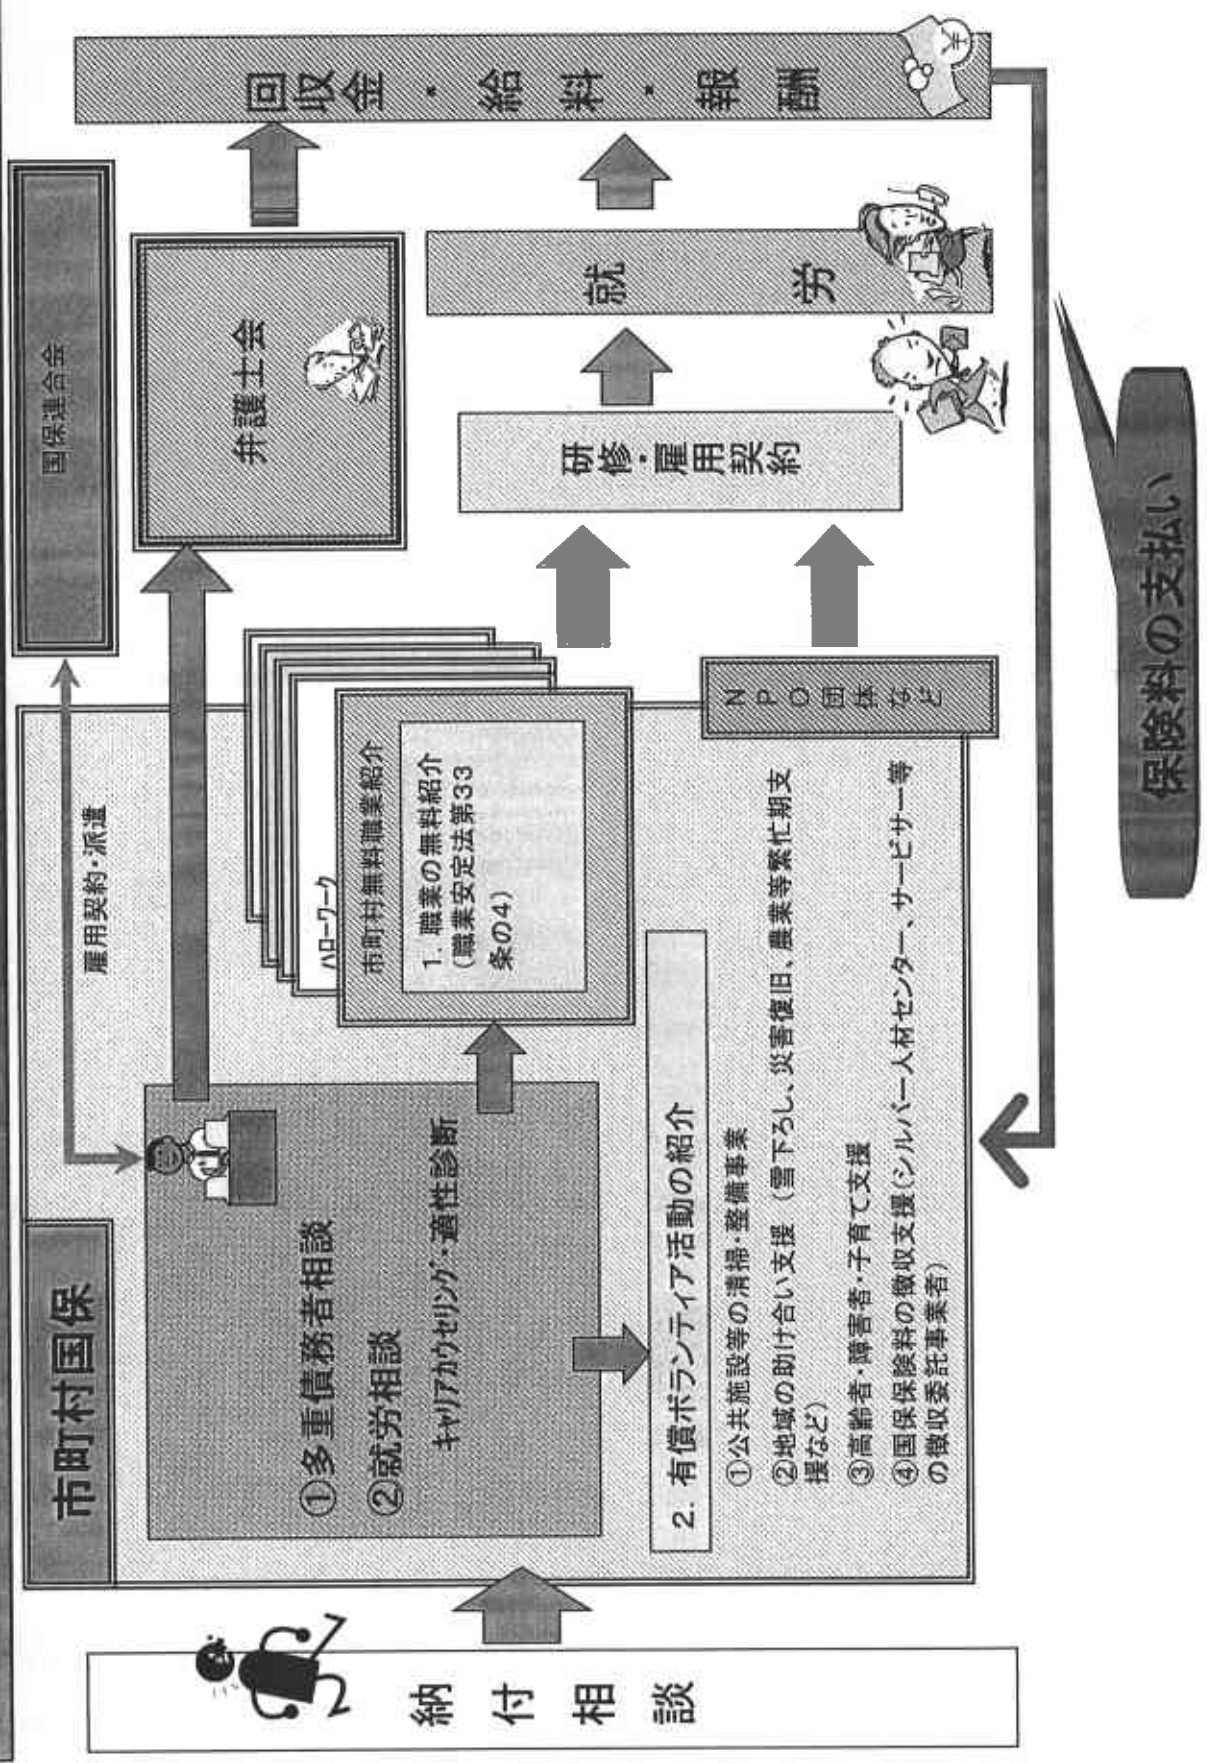 国保連合会
雇用契約・派遣
市町村国保
納付相談
①多重債務者相談
②就労相談
キャリアカウセリング・適性診断
ハローワーク
市町村無料職業紹介
1. 職業の無料紹介
(職業安定法第33
条の4)
2. 有償ボランティア活動の紹介
①公共施設等の清掃・整備事業
②地域の助け合い支援（雪下ろし、災害復旧、農業等繁忙期支
援など）
③高齢者・障害者・子育て支援
④国保保険料の徴収支援(シルバー人材センター、サービサー等
の徴収委託事業者)
NPO団体など
弁護士会
研修・雇用契約
就労
回収金・給料・報酬
¥
保険料の支払い